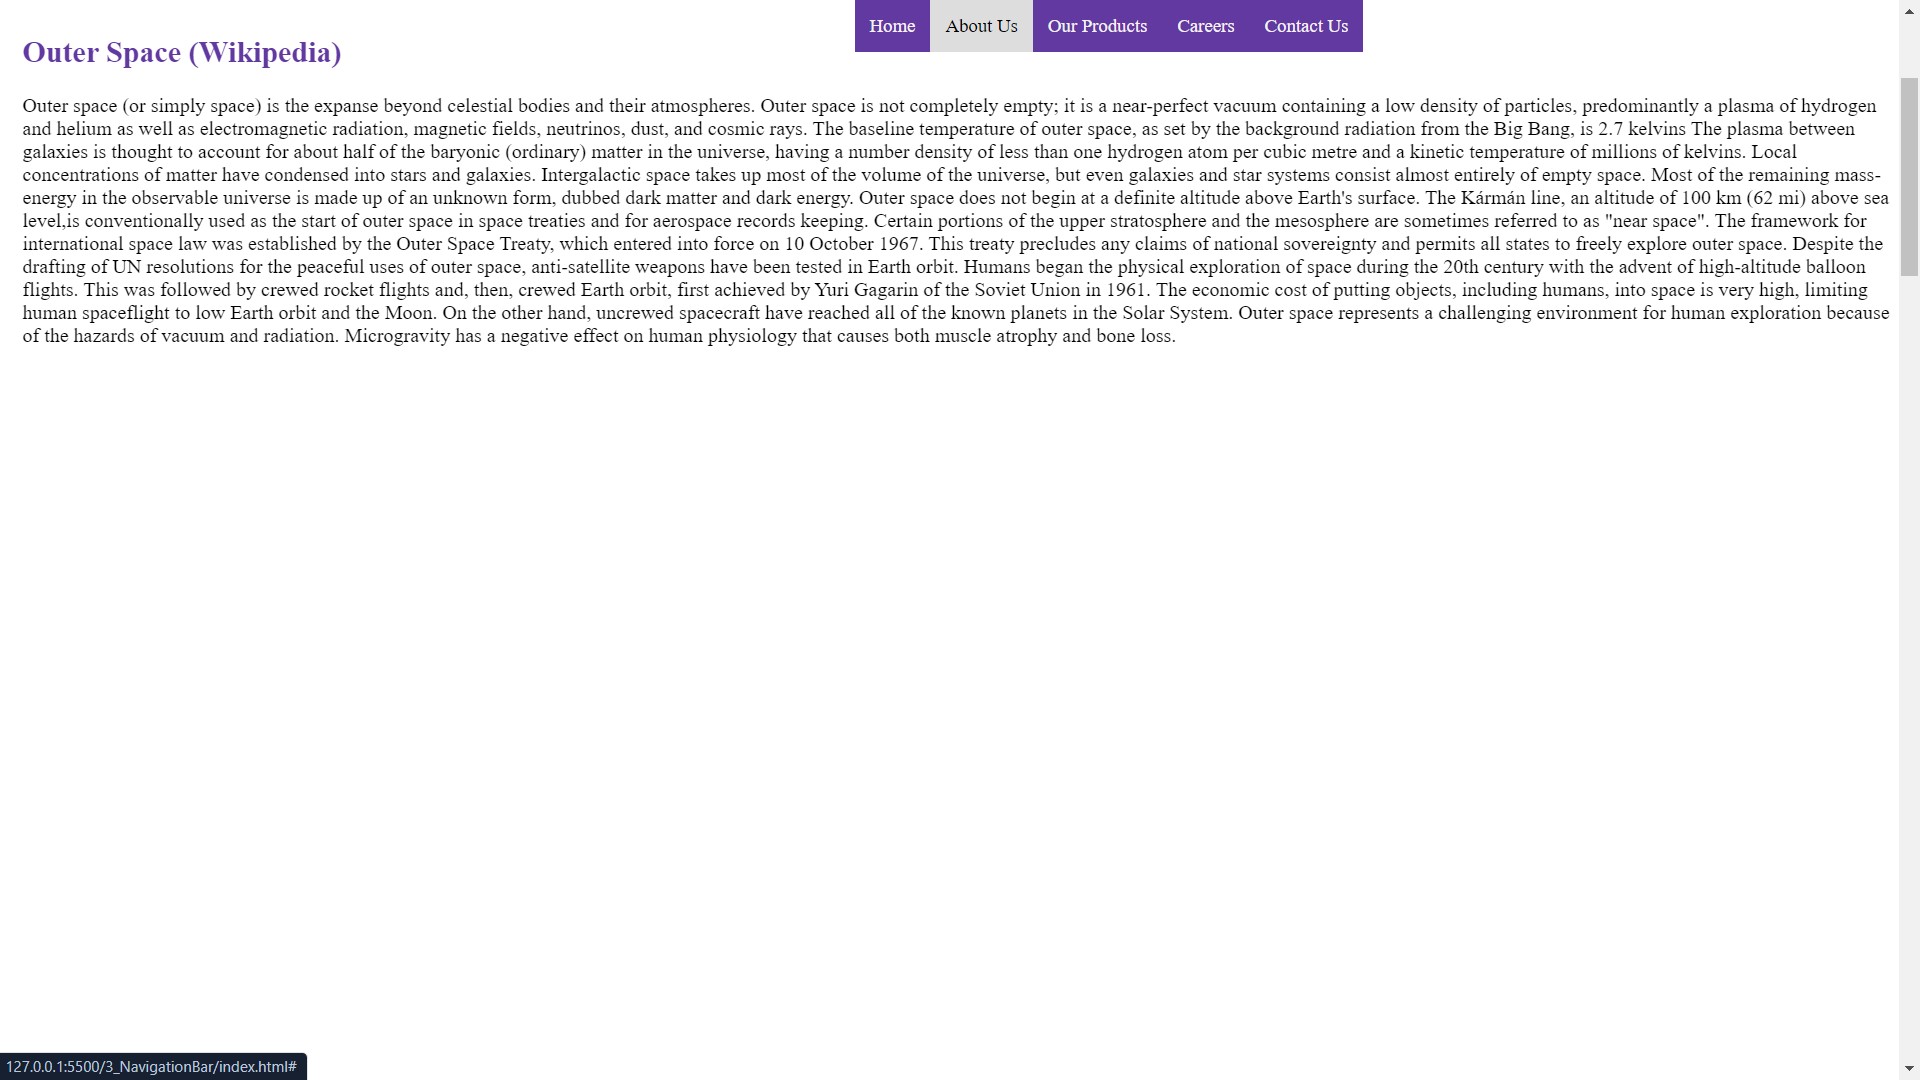 Home About Us Our Products Careers Contact Us
Outer Space (Wikipedia)
Outer space (or simply space) is the expanse beyond celestial bodies and their atmospheres. Outer space is not completely empty; it is a near-perfect vacuum containing a low density of particles, predominantly a plasma of hydrogen
and helium as well as electromagnetic radiation, magnetic fields, neutrinos, dust, and cosmic rays. The baseline temperature of outer space, as set by the background radiation from the Big Bang, is 2.7 kelvins The plasma between
galaxies is thought to account for about half of the baryonic (ordinary) matter in the universe, having a number density of less than one hydrogen atom per cubic metre and a kinetic temperature of millions of kelvins. Local
concentrations of matter have condensed into stars and galaxies. Intergalactic space takes up most of the volume of the universe, but even galaxies and star systems consist almost entirely of empty space. Most of the remaining mass-
energy in the observable universe is made up of an unknown form, dubbed dark matter and dark energy. Outer space does not begin at a definite altitude above Earth's surface. The Kármán line, an altitude of 100 km (62 mi) above sea
level,is conventionally used as the start of outer space in space treaties and for aerospace records keeping. Certain portions of the upper stratosphere and the mesosphere are sometimes referred to as "near space". The framework for
international space law was established by the Outer Space Treaty, which entered into force on 10 October 1967. This treaty precludes any claims of national sovereignty and permits all states to freely explore outer space. Despite the
drafting of UN resolutions for the peaceful uses of outer space, anti-satellite weapons have been tested in Earth orbit. Humans began the physical exploration of space during the 20th century with the advent of high-altitude balloon
flights. This was followed by crewed rocket flights and, then, crewed Earth orbit, first achieved by Yuri Gagarin of the Soviet Union in 1961. The economic cost of putting objects, including humans, into space is very high, limiting
human spaceflight to low Earth orbit and the Moon. On the other hand, uncrewed spacecraft have reached all of the known planets in the Solar System. Outer space represents a challenging environment for human exploration because
of the hazards of vacuum and radiation. Microgravity has a negative effect on human physiology that causes both muscle atrophy and bone loss.
127.0.0.1:5500/3_NavigationBar/index.html#